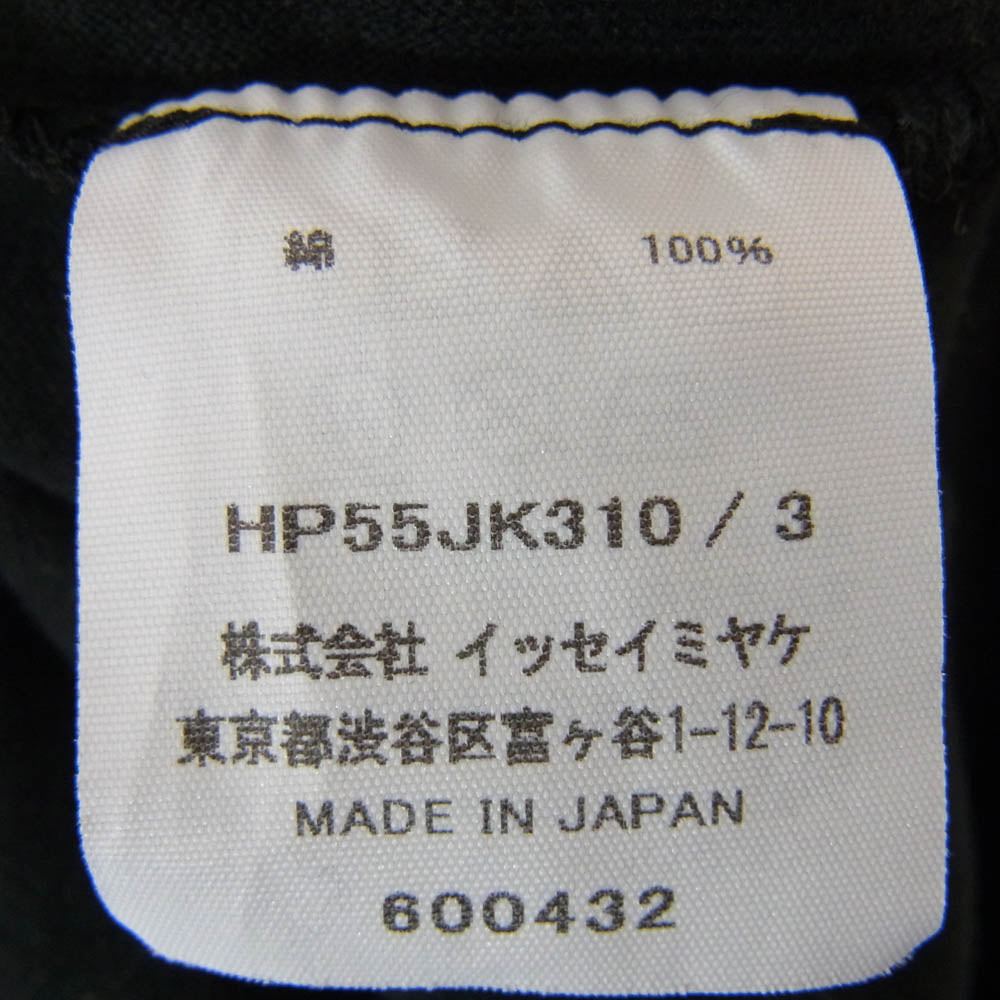 綿 100%
HP55JK310 / 3
株式会社 イッセイミヤケ
東京都渋谷区富ヶ谷1-12-10
MADE IN JAPAN
600432